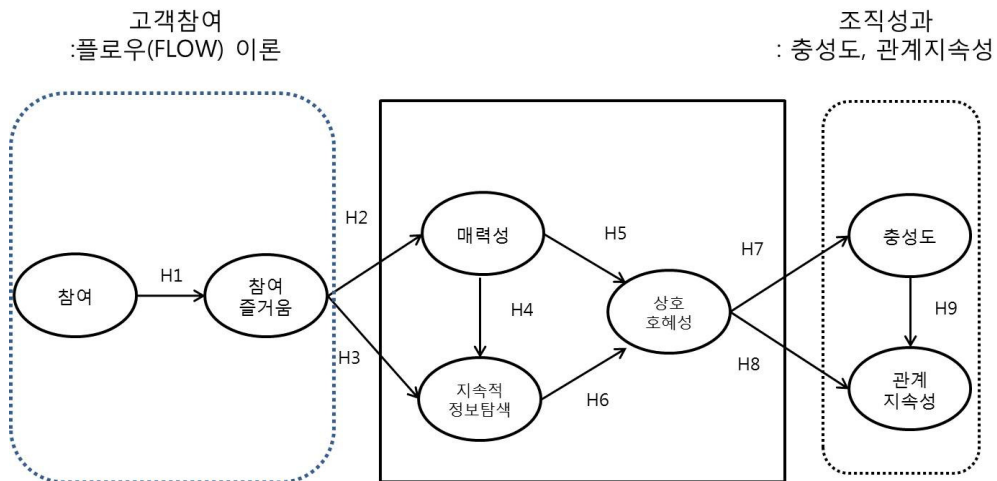 고객참여
:플로우(FLOW) 이론
조직성과
: 충성도, 관계지속성
H2
매력성
H5
H7
충성도
참여
H1
참여
즐거움
H4
상호
호혜성
H9
H3
지속적
정보탐색
H6
H8
관계
지속성